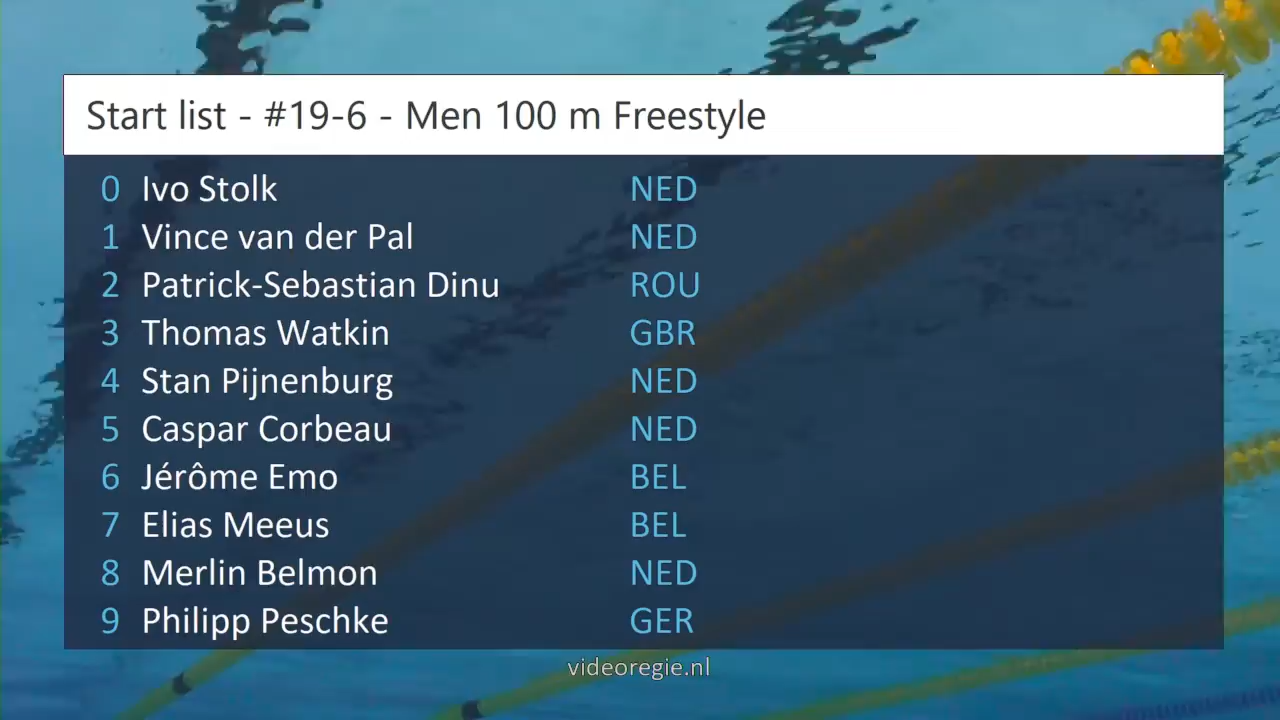 Start list - #19-6 - Men 100 m Freestyle
0 Ivo Stolk NED
1 Vince van der Pal NED
2 Patrick-Sebastian Dinu ROU
3 Thomas Watkin GBR
4 Stan Pijnenburg NED
5 Caspar Corbeau NED
6 Jérôme Emo BEL
7 Elias Meeus BEL
8 Merlin Belmon NED
9 Philipp Peschke GER
videoregie.nl